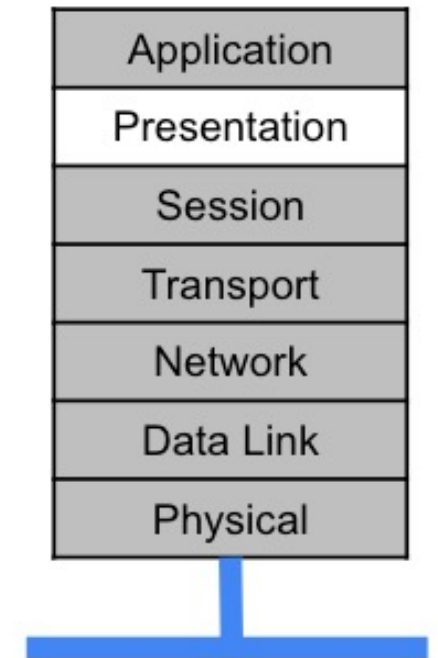 Application
Presentation
Session
Transport
Network
Data Link
Physical